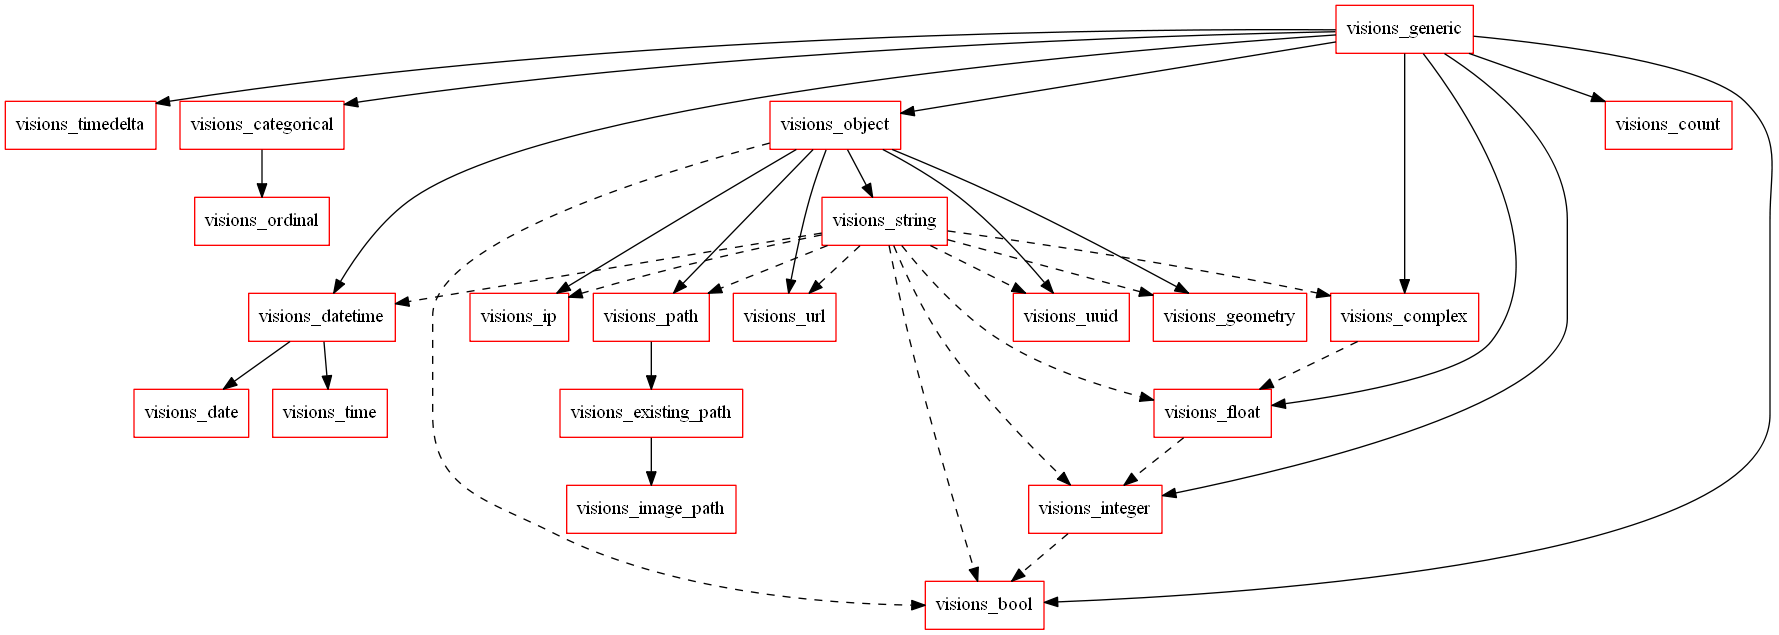 visions_generic
visions_timedelta
visions_categorical
visions_object
visions_count
visions_ordinal
visions_string
visions_datetime
visions_ip
visions_path
visions_url
visions_uuid
visions_geometry
visions_complex
visions_date
visions_time
visions_existing_path
visions_float
visions_image_path
visions_integer
visions_bool